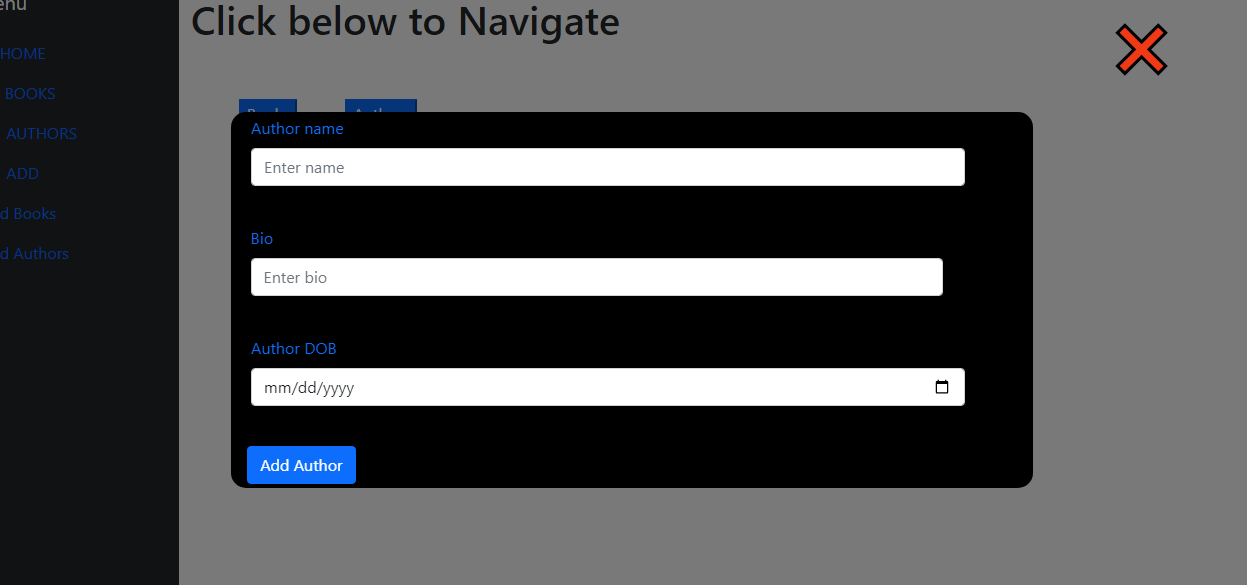 Click below to Navigate
HOME
BOOKS
AUTHORS
ADD
d Books
d Authors
Author name
Enter name
Bio
Enter bio
Author DOB
mm/dd/yyyy
Add Author